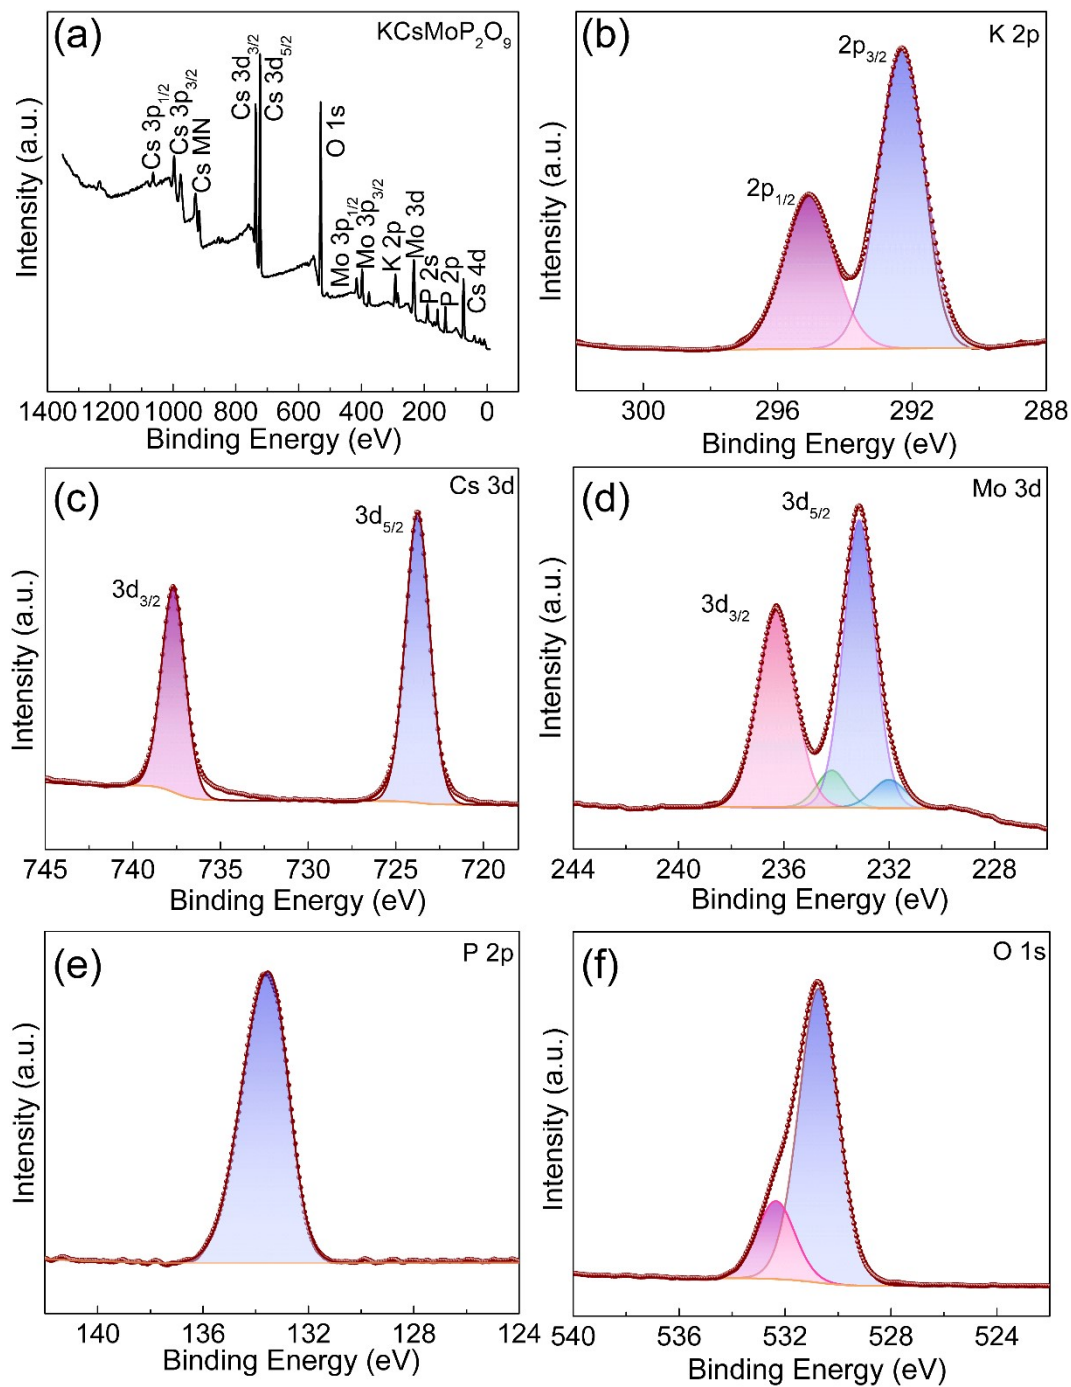 (a)
KCsMoP₂O₉
Cs 3p₁/₂
Cs 3p₃/₂
Cs MN
Cs 3d₃/₂
Cs 3d₅/₂
O 1s
Mo 3p₁/₂
Mo 3p₃/₂
K 2p
Mo 3d
P 2s
P 2p
Cs 4d
Intensity (a.u.)
1400 1200 1000 800 600 400 200 0
Binding Energy (eV)
(b)
K 2p
2p₃/₂
2p₁/₂
Intensity (a.u.)
300 296 292 288
Binding Energy (eV)
(c)
Cs 3d
3d₅/₂
3d₃/₂
Intensity (a.u.)
745 740 735 730 725 720
Binding Energy (eV)
(d)
Mo 3d
3d₅/₂
3d₃/₂
Intensity (a.u.)
244 240 236 232 228
Binding Energy (eV)
(e)
P 2p
Intensity (a.u.)
140 136 132 128 124
Binding Energy (eV)
(f)
O 1s
Intensity (a.u.)
540 536 532 528 524
Binding Energy (eV)